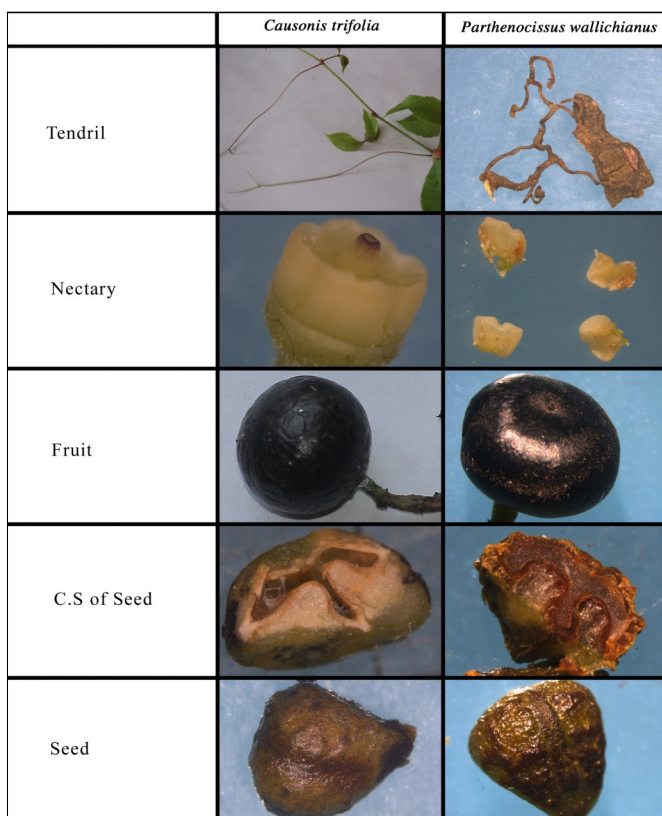 Causonis trifolia
Parthenocissus wallichianus
Tendril
Nectary
Fruit
C.S of Seed
Seed